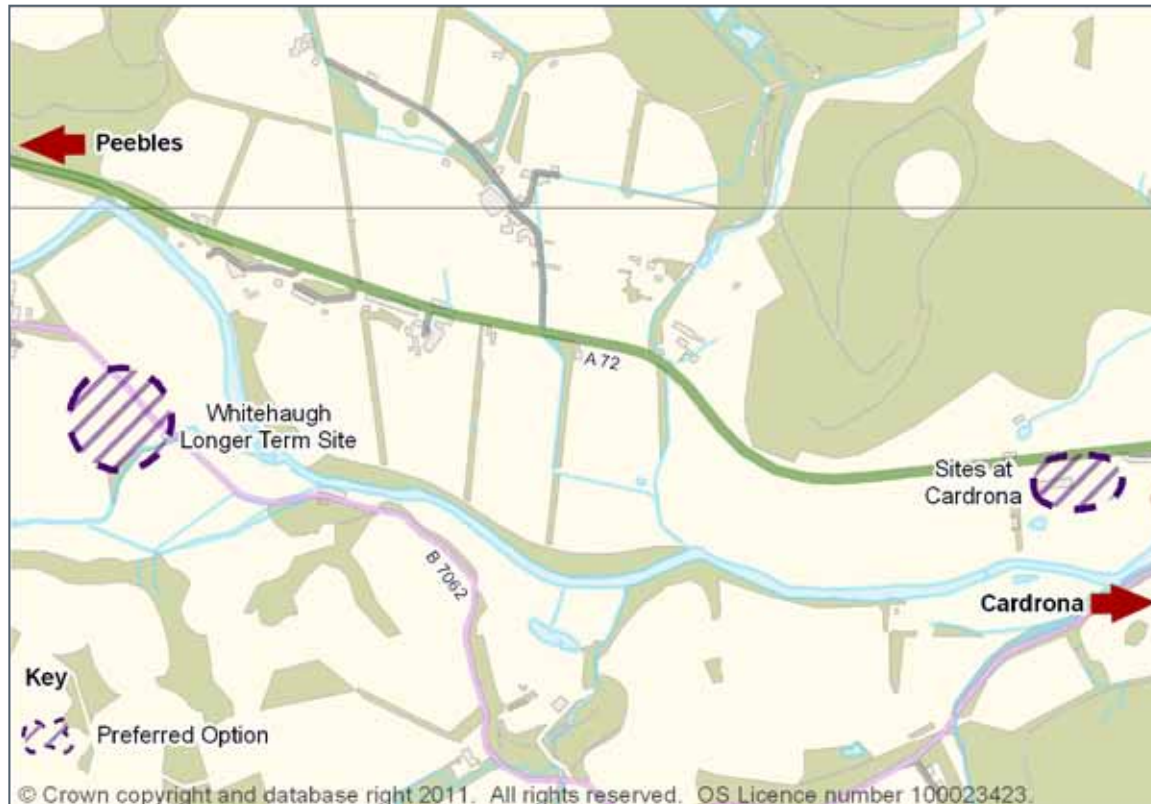 Peebles
A 72
Whitehaugh
Longer Term Site
Sites at
Cardrona
B 7062
Cardrona
Key
Preferred Option
© Crown copyright and database right 2011. All rights reserved. OS Licence number 100023423.